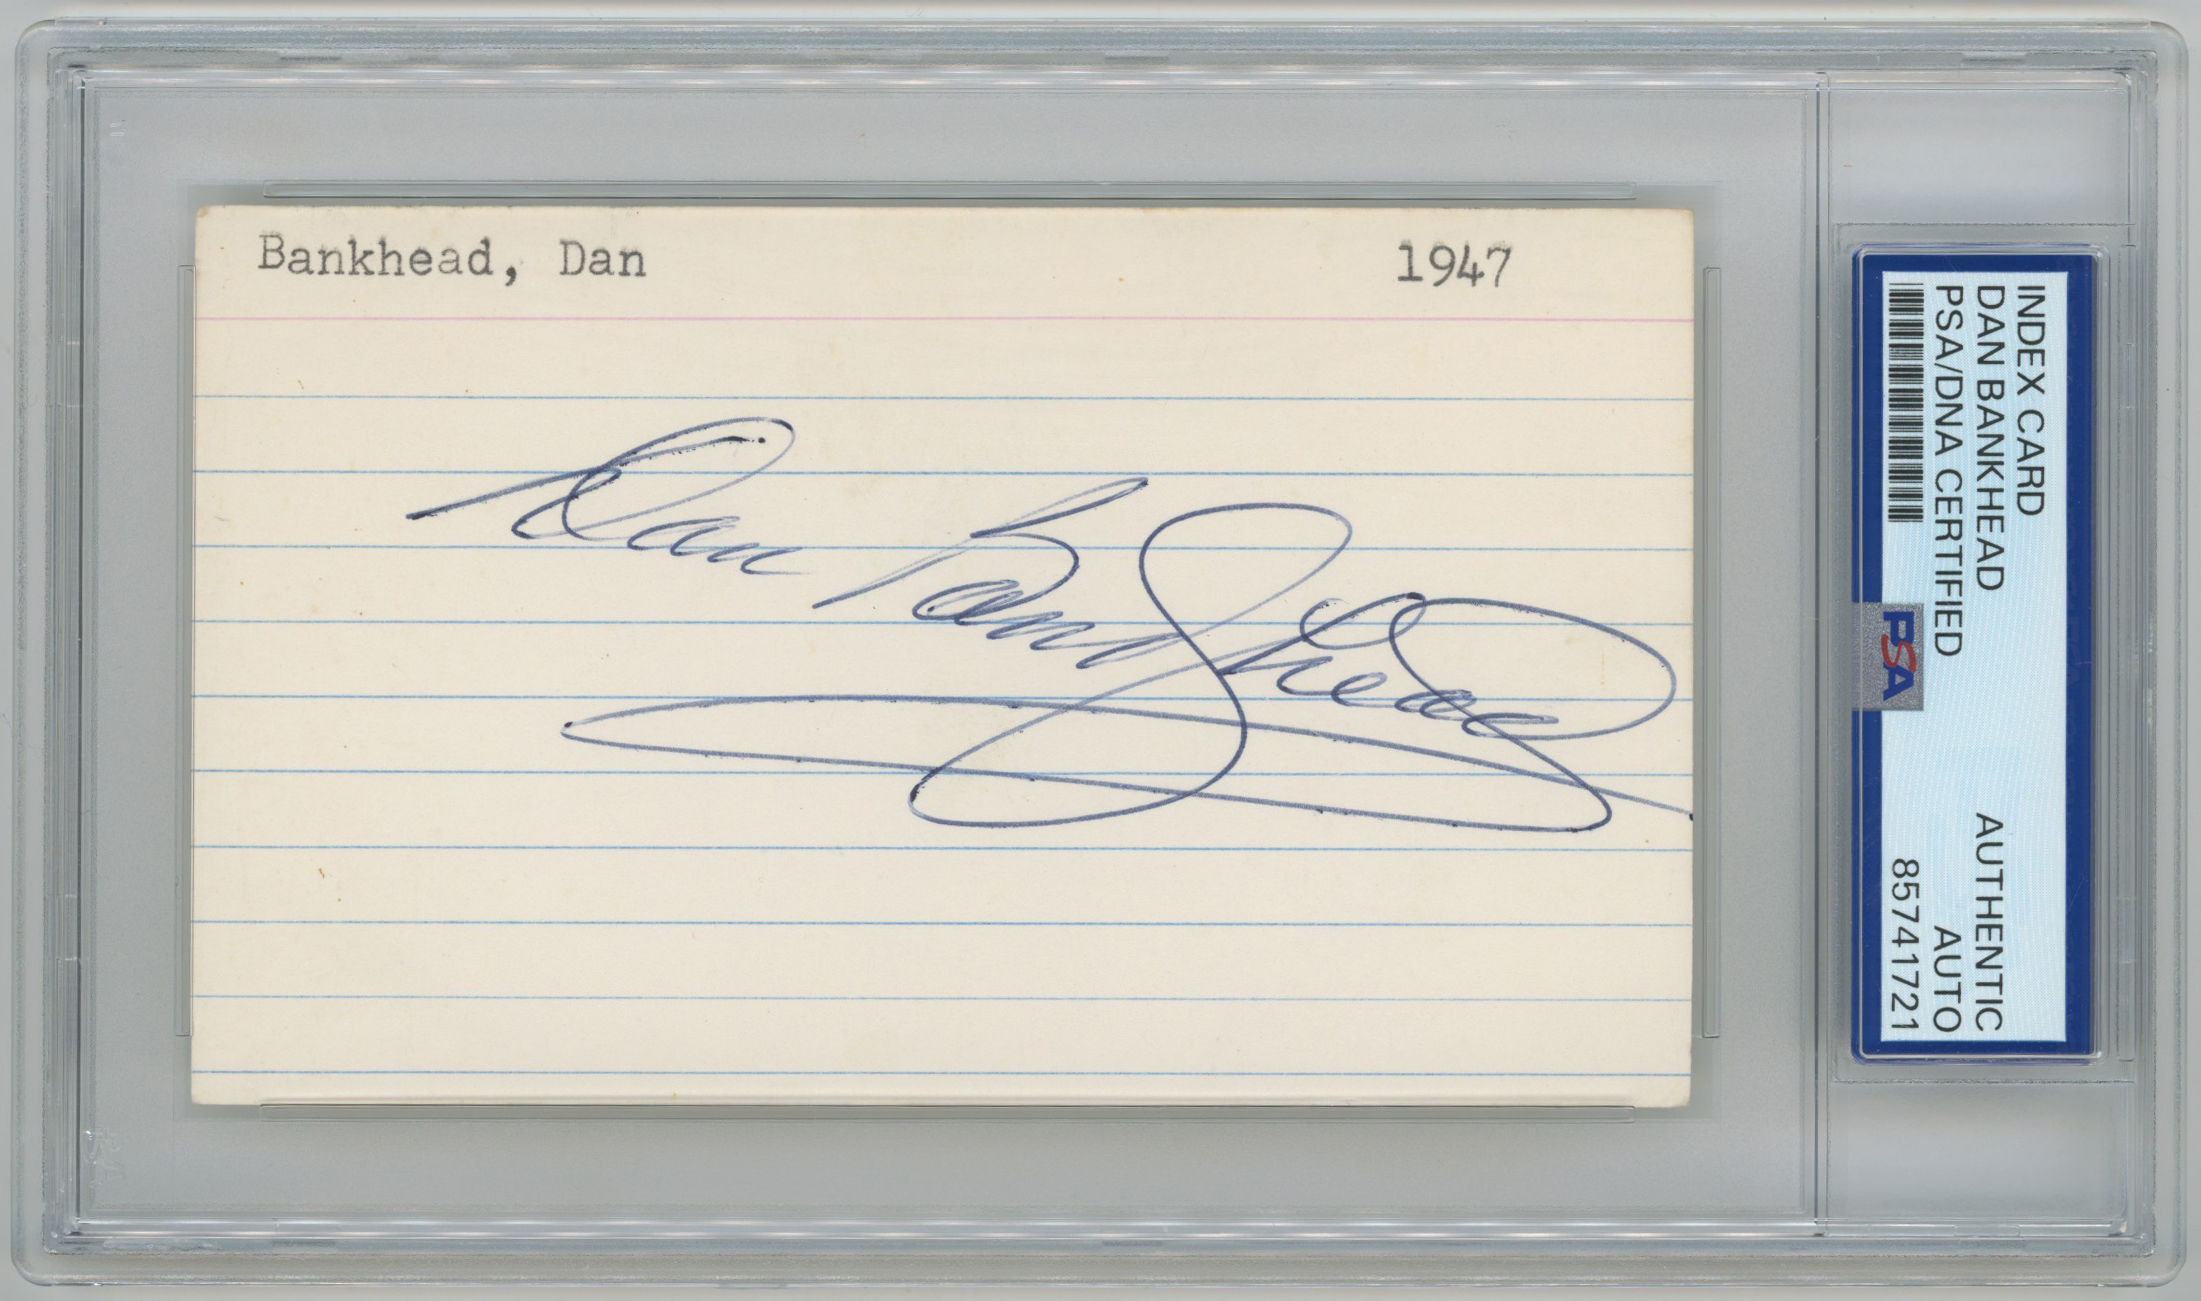 Bankhead, Dan 1947
Dan Bankhead
INDEX CARD
DAN BANKHEAD
PSA/DNA CERTIFIED
AUTHENTIC
AUTO
85741721
PSA